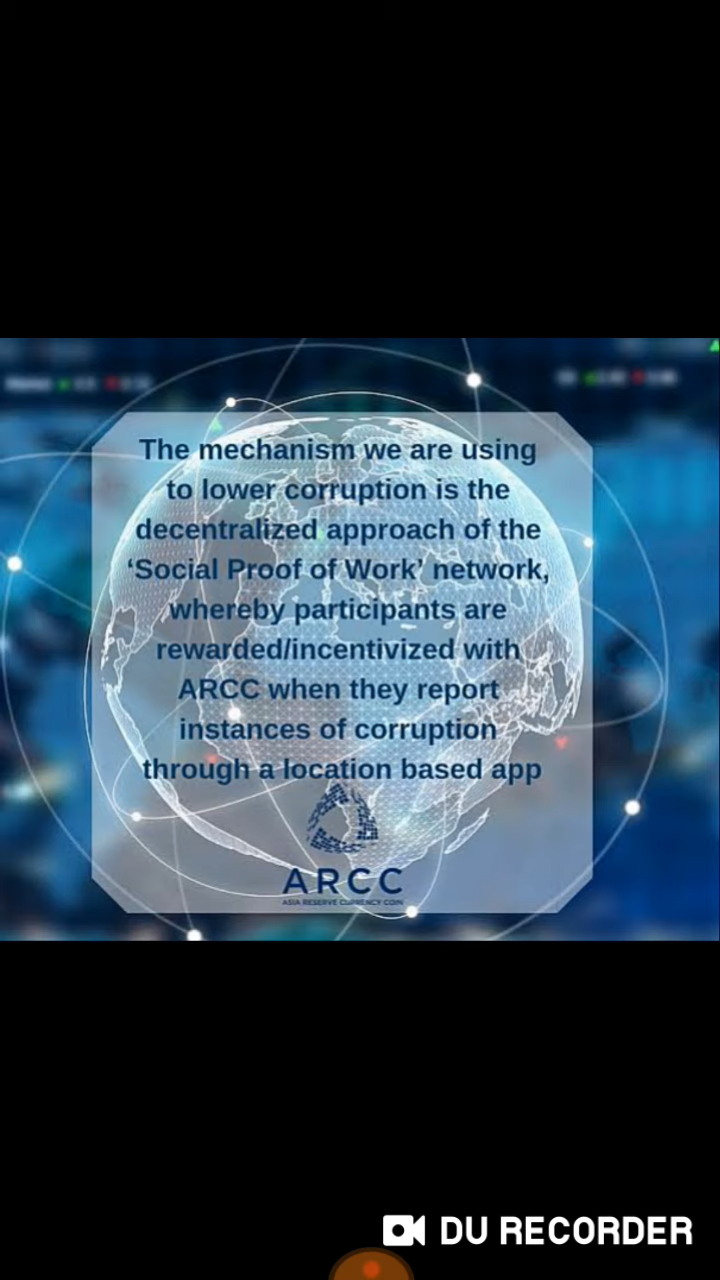 The mechanism we are using
to lower corruption is the
decentralized approach of the
‘Social Proof of Work’ network,
whereby participants are
rewarded/incentivized with
ARCC when they report
instances of corruption
through a location based app
ARCC
ASIA RESERVE CURRENCY COIN
DU RECORDER